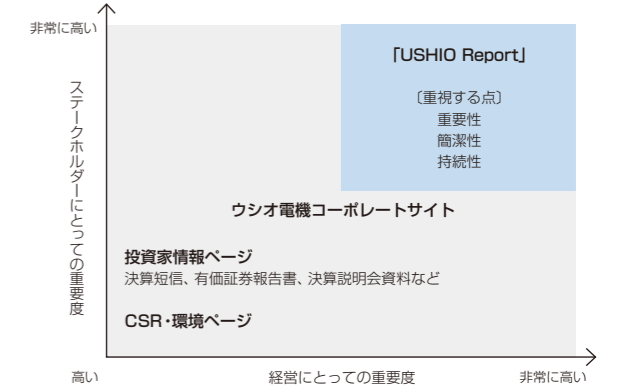 非常に高い
「USHIO Report」
〔重視する点〕
重要性
簡潔性
持続性
ステークホルダーにとっての重要度
ウシオ電機コーポレートサイト
投資家情報ページ
決算短信、有価証券報告書、決算説明会資料など
CSR・環境ページ
高い
経営にとっての重要度
非常に高い